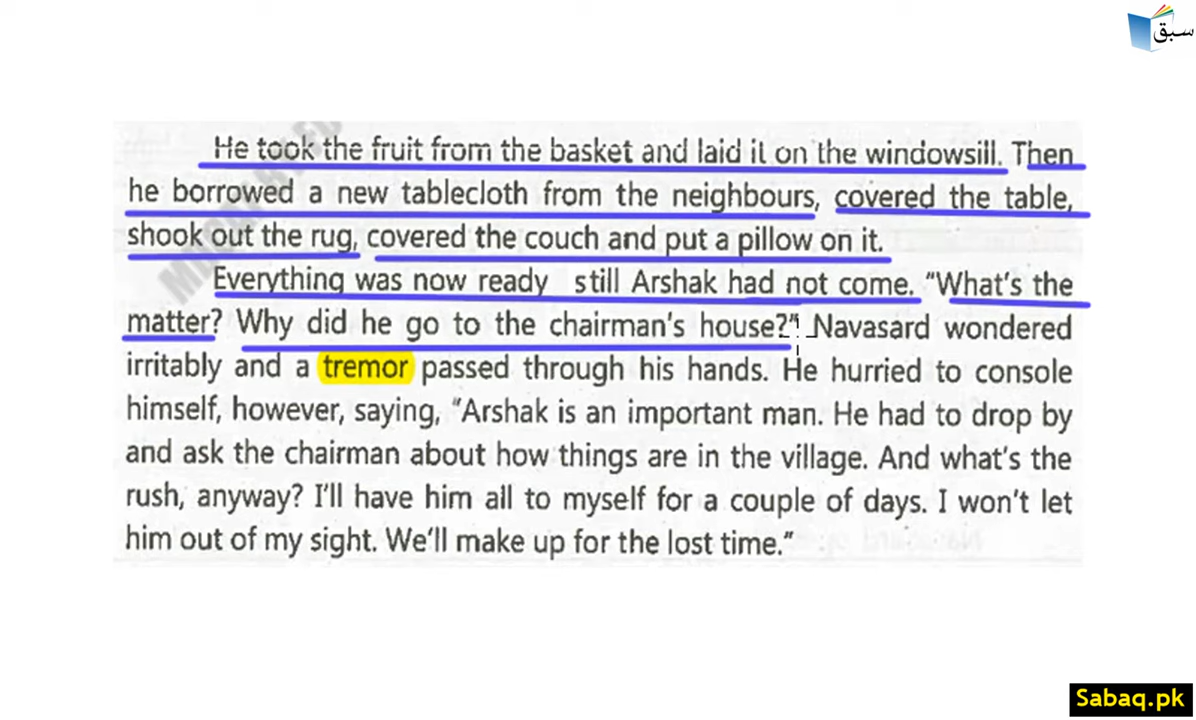 سبق
He took the fruit from the basket and laid it on the windowsill. Then
he borrowed a new tablecloth from the neighbours, covered the table,
shook out the rug, covered the couch and put a pillow on it.
Everything was now ready still Arshak had not come. "What's the
matter? Why did he go to the chairman's house?" Navasard wondered
irritably and a tremor passed through his hands. He hurried to console
himself, however, saying, "Arshak is an important man. He had to drop by
and ask the chairman about how things are in the village. And what's the
rush, anyway? I'll have him all to myself for a couple of days. I won't let
him out of my sight. We'll make up for the lost time."
Sabaq.pk